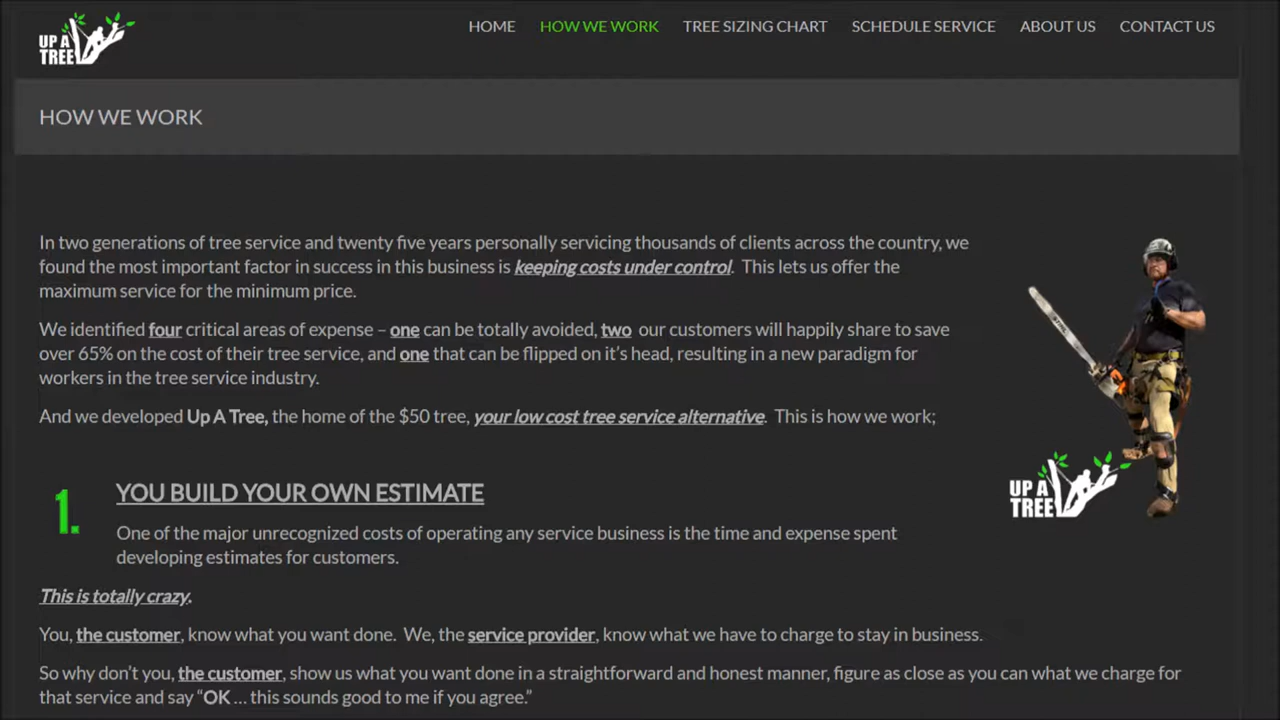 UP A
TREE
HOME HOW WE WORK TREE SIZING CHART SCHEDULE SERVICE ABOUT US CONTACT US
HOW WE WORK
In two generations of tree service and twenty five years personally servicing thousands of clients across the country, we
found the most important factor in success in this business is keeping costs under control. This lets us offer the
maximum service for the minimum price.
We identified four critical areas of expense – one can be totally avoided, two our customers will happily share to save
over 65% on the cost of their tree service, and one that can be flipped on it's head, resulting in a new paradigm for
workers in the tree service industry.
And we developed Up A Tree, the home of the $50 tree, your low cost tree service alternative. This is how we work;
UP A
TREE
1. YOU BUILD YOUR OWN ESTIMATE
One of the major unrecognized costs of operating any service business is the time and expense spent
developing estimates for customers.
This is totally crazy.
You, the customer, know what you want done. We, the service provider, know what we have to charge to stay in business.
So why don't you, the customer, show us what you want done in a straightforward and honest manner, figure as close as you can what we charge for
that service and say “OK … this sounds good to me if you agree.”